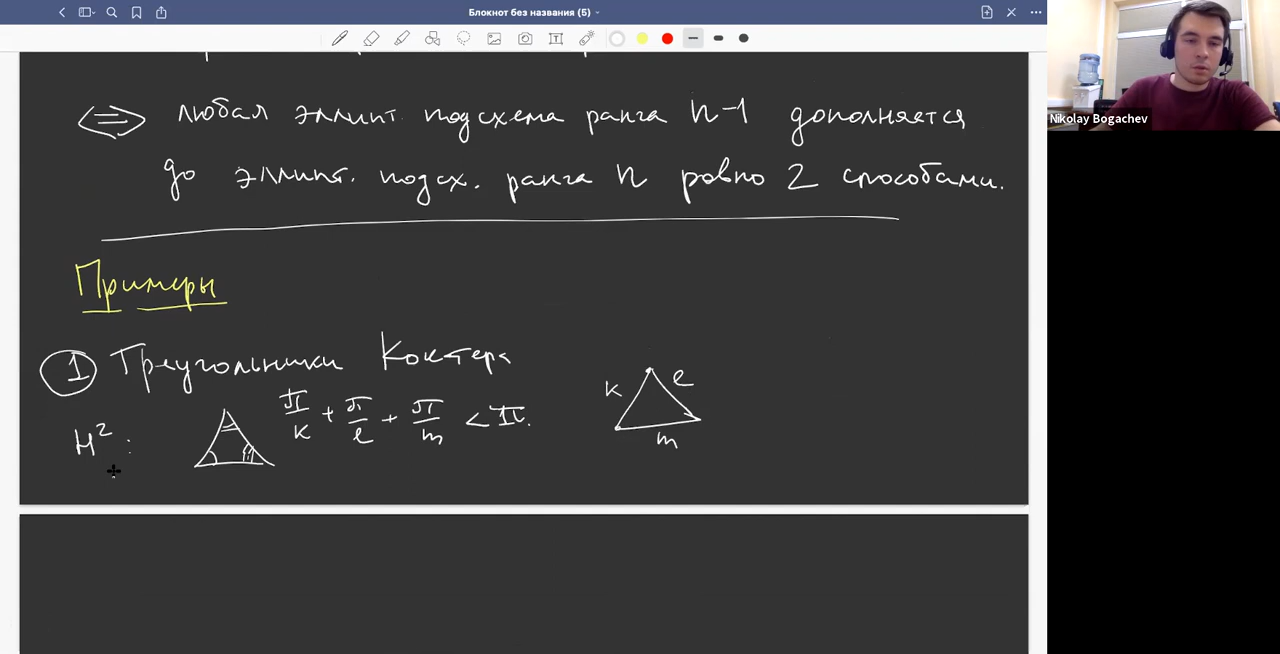 Блокнот без названия (5)
Nikolay Bogachev
⟺ любая эллипт. подсхема ранга n-1 дополняется
до эллипт. подсх. ранга n ровно 2 способами.
Примеры
① Треугольники Кокстера
H²: π/k + π/l + π/m < π.
k l
m